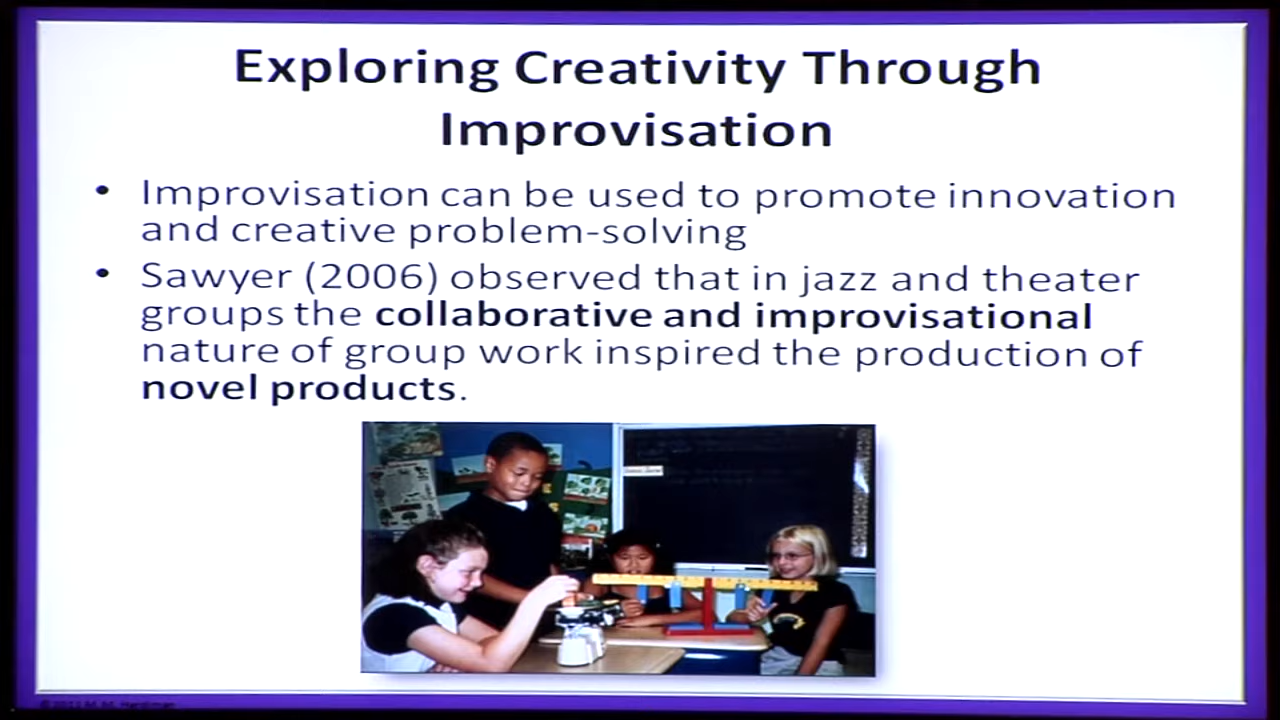 Exploring Creativity Through
Improvisation
• Improvisation can be used to promote innovation
and creative problem-solving
• Sawyer (2006) observed that in jazz and theater
groups the collaborative and improvisational
nature of group work inspired the production of
novel products.